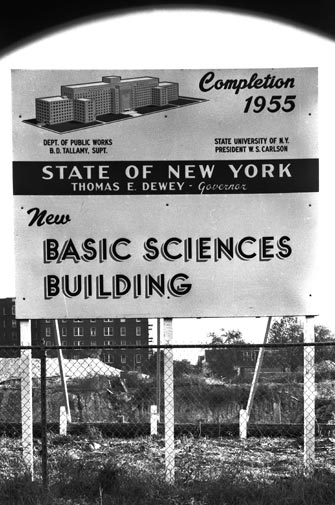 Completion
1955
DEPT. OF PUBLIC WORKS
B. D. TALLAMY, SUPT.
STATE UNIVERSITY OF N.Y.
PRESIDENT W. S. CARLSON
STATE OF NEW YORK
THOMAS E. DEWEY - Governor
New
BASIC SCIENCES
BUILDING